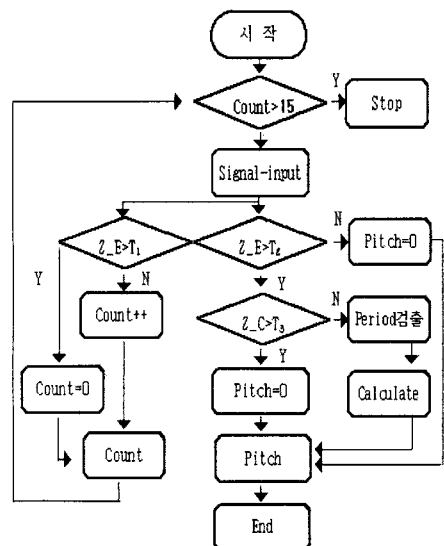 시 작
Count>15
Y
Stop
Signal-input
Z_E>T₁
Z_E>T₂
N
Pitch=0
Y
N
Y
Count++
Z_C>T₃
N
Period검출
Count=0
Pitch=0
Y
Calculate
Count
Pitch
End